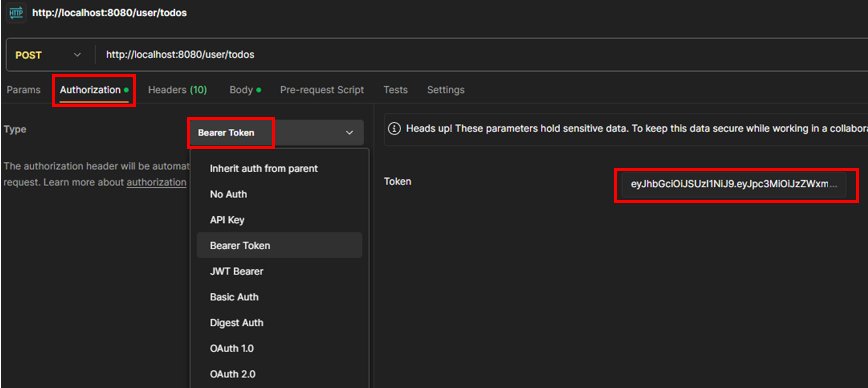 HTTP http://localhost:8080/user/todos
POST http://localhost:8080/user/todos
Params Authorization Headers (10) Body Pre-request Script Tests Settings
Type Bearer Token
Heads up! These parameters hold sensitive data. To keep this data secure while working in a collabora
The authorization header will be automat
request. Learn more about authorization
Token eyJhbGciOiJSUzI1NiJ9.eyJpc3MiOiJzZWxm...
Inherit auth from parent
No Auth
API Key
Bearer Token
JWT Bearer
Basic Auth
Digest Auth
OAuth 1.0
OAuth 2.0